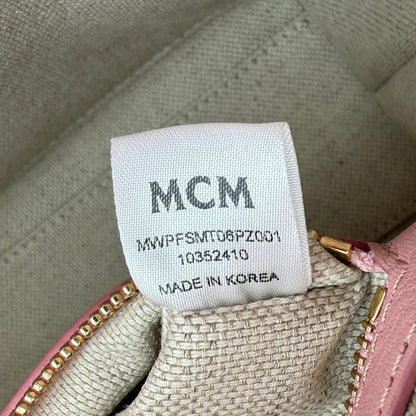 MCM
MWPFSMT06PZ001
10352410
MADE IN KOREA